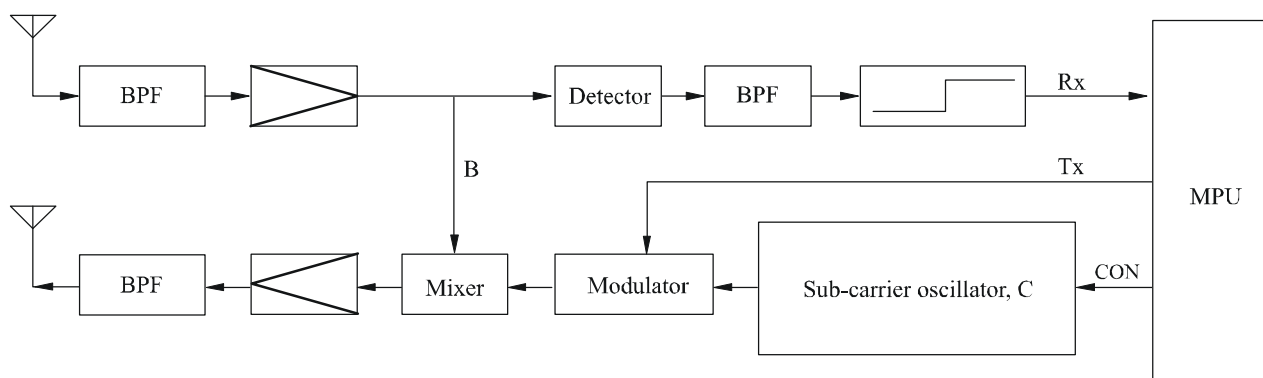 BPF
Detector
BPF
Rx
B
Tx
MPU
BPF
Mixer
Modulator
Sub-carrier oscillator, C
CON